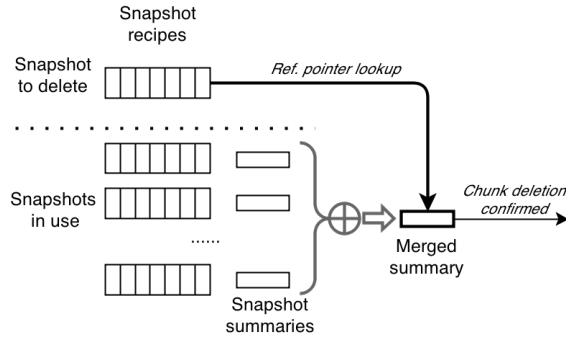 Snapshot
recipes
Snapshot
to delete
Ref. pointer lookup
Snapshots
in use
......
Chunk deletion
confirmed
Merged
summary
Snapshot
summaries